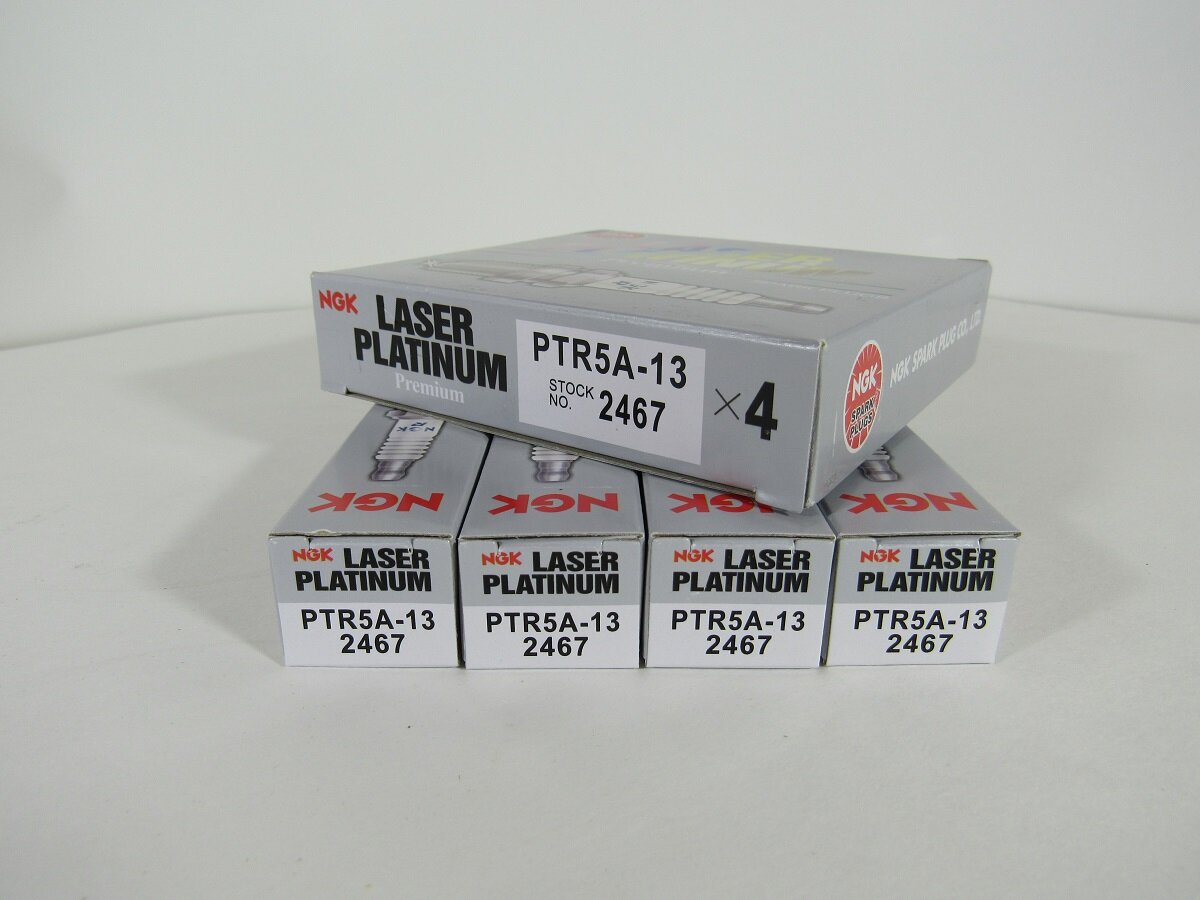 NGK
LASER
PLATINUM
Premium
PTR5A-13
STOCK
NO. 2467
×4
NGK
SPARK
PLUGS
NGK SPARK PLUG CO., LTD.
NGK
NGK
NGK
NGK
NGK
NGK LASER
PLATINUM
PTR5A-13
2467
NGK LASER
PLATINUM
PTR5A-13
2467
NGK LASER
PLATINUM
PTR5A-13
2467
NGK LASER
PLATINUM
PTR5A-13
2467